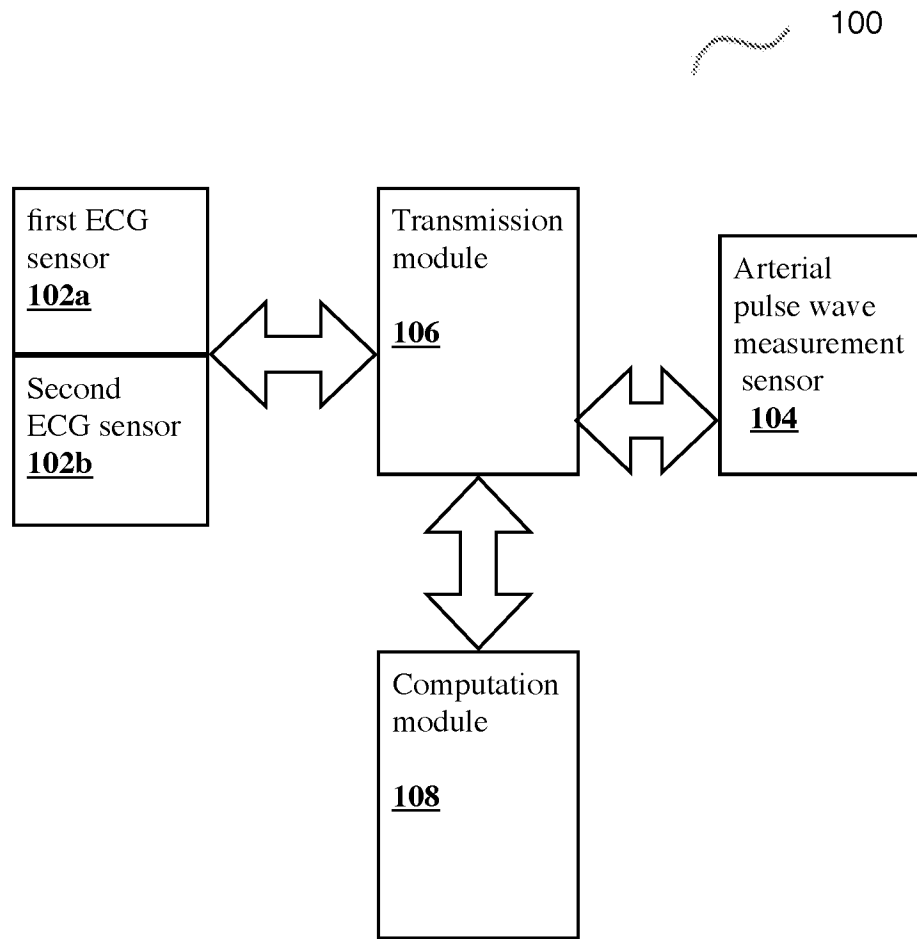 100
first ECG
sensor
102a
Second
ECG sensor
102b
Transmission
module
106
Arterial
pulse wave
measurement
sensor
104
Computation
module
108